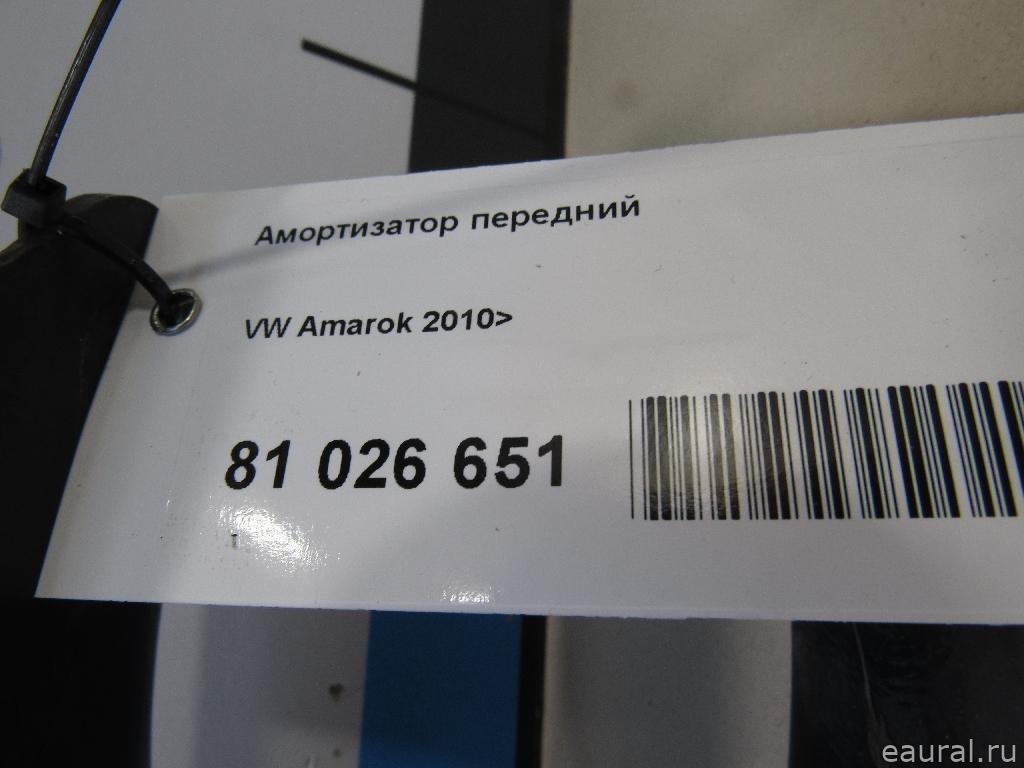 Амортизатор передний
VW Amarok 2010>
81 026 651
eaural.ru